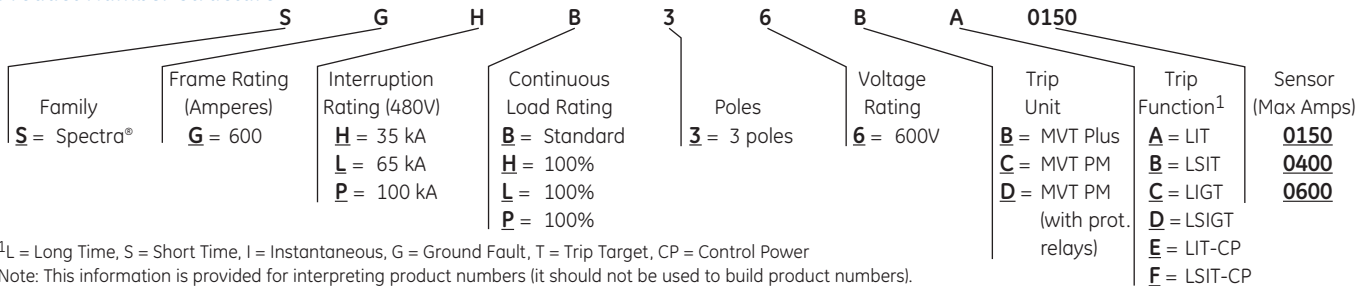 S G H B 3 6 B A 0150
Family
S = Spectra®
Frame Rating
(Amperes)
G = 600
Interruption
Rating (480V)
H = 35 kA
L = 65 kA
P = 100 kA
Continuous
Load Rating
B = Standard
H = 100%
L = 100%
P = 100%
Poles
3 = 3 poles
Voltage
Rating
6 = 600V
Trip
Unit
B = MVT Plus
C = MVT PM
D = MVT PM
(with prot.
relays)
Trip
Function1
A = LIT
B = LSIT
C = LIGT
D = LSIGT
E = LIT-CP
F = LSIT-CP
Sensor
(Max Amps)
0150
0400
0600
1L = Long Time, S = Short Time, I = Instantaneous, G = Ground Fault, T = Trip Target, CP = Control Power
Note: This information is provided for interpreting product numbers (it should not be used to build product numbers).